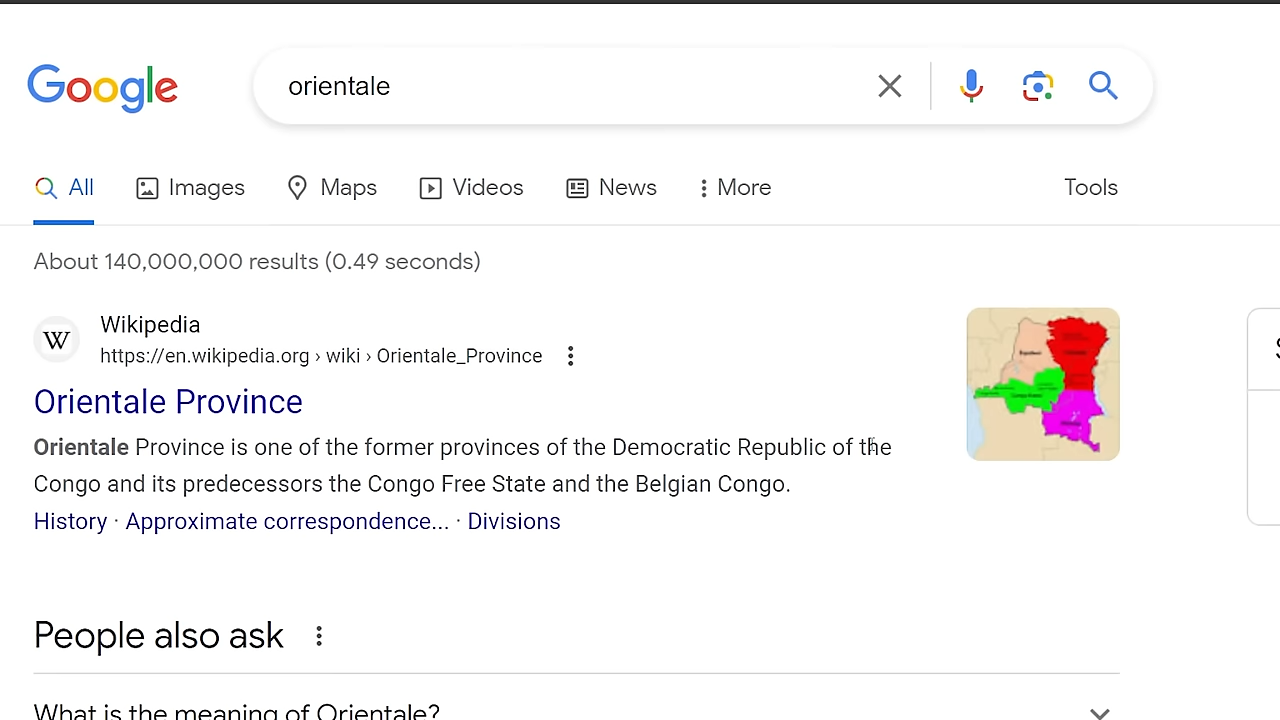 Google
orientale
All Images Maps Videos News More Tools
About 140,000,000 results (0.49 seconds)
W
Wikipedia
https://en.wikipedia.org › wiki › Orientale_Province
Orientale Province
Orientale Province is one of the former provinces of the Democratic Republic of the
Congo and its predecessors the Congo Free State and the Belgian Congo.
History · Approximate correspondence... · Divisions
People also ask
What is the meaning of Orientale?